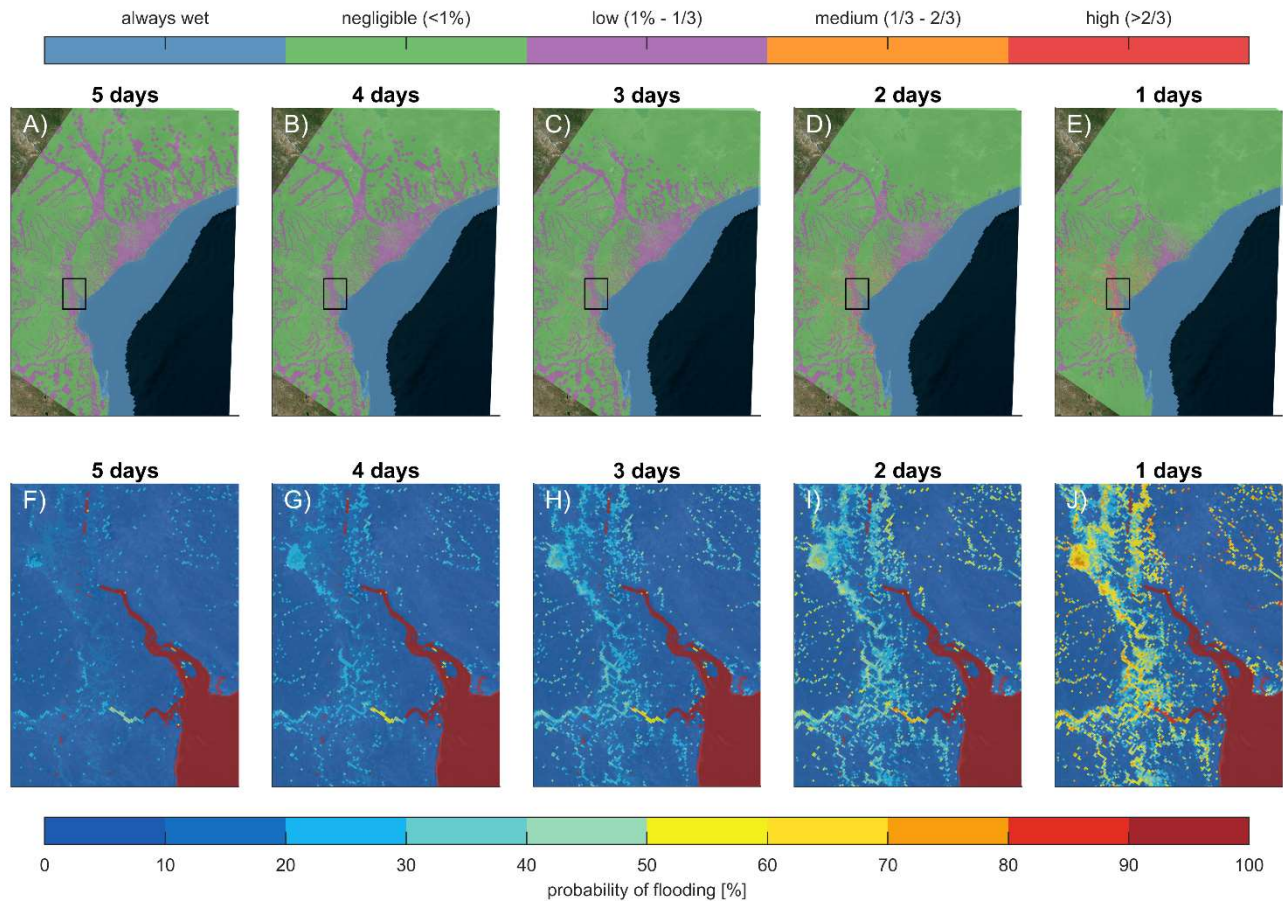 always wet negligible (<1%) low (1% - 1/3) medium (1/3 - 2/3) high (>2/3)
5 days 4 days 3 days 2 days 1 days
A) B) C) D) E)
5 days 4 days 3 days 2 days 1 days
F) G) H) I) J)
0 10 20 30 40 50 60 70 80 90 100
probability of flooding [%]